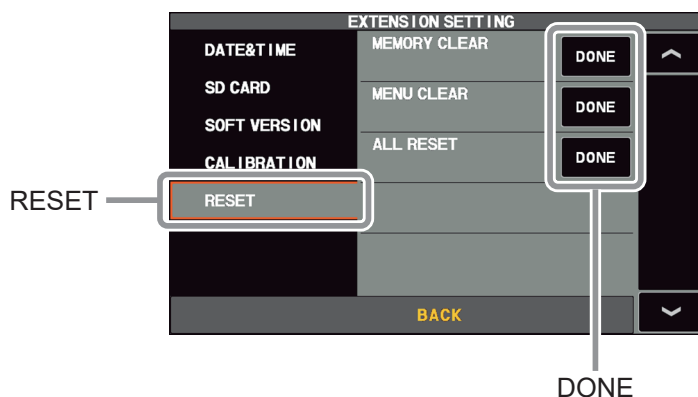 EXTENSION SETTING
DATE&TIME
SD CARD
SOFT VERSION
CALIBRATION
RESET
MEMORY CLEAR
DONE
MENU CLEAR
DONE
ALL RESET
DONE
BACK
RESET
DONE